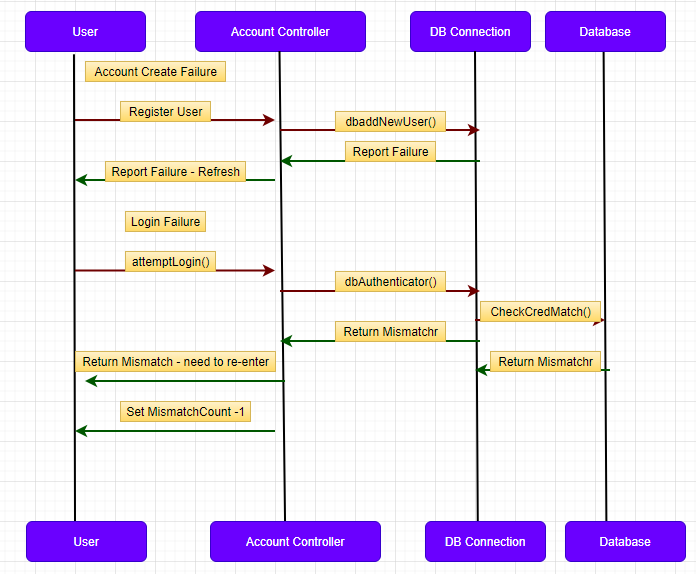 User
Account Controller
DB Connection
Database
Account Create Failure
Register User
dbaddNewUser()
Report Failure
Report Failure - Refresh
Login Failure
attemptLogin()
dbAuthenticator()
CheckCredMatch()
Return Mismatchr
Return Mismatch - need to re-enter
Return Mismatchr
Set MismatchCount -1
User
Account Controller
DB Connection
Database